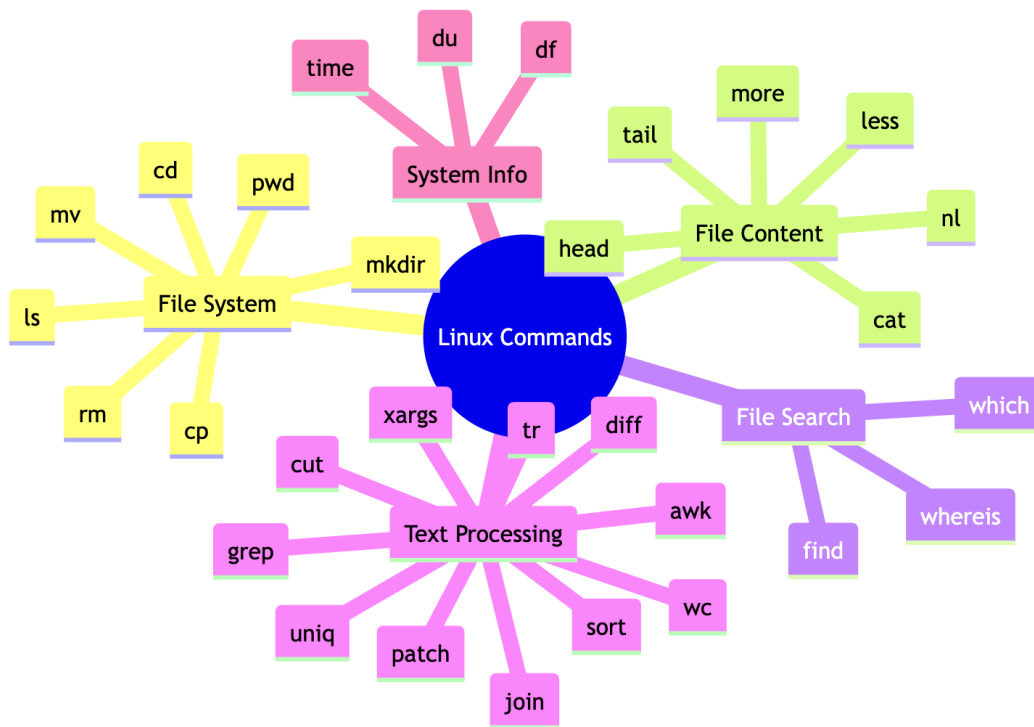 du
df
time
more
less
tail
System Info
cd
pwd
mv
nl
File Content
head
mkdir
File System
ls
cat
Linux Commands
rm
cp
xargs
tr
diff
File Search
which
cut
awk
whereis
Text Processing
grep
find
wc
sort
uniq
patch
join